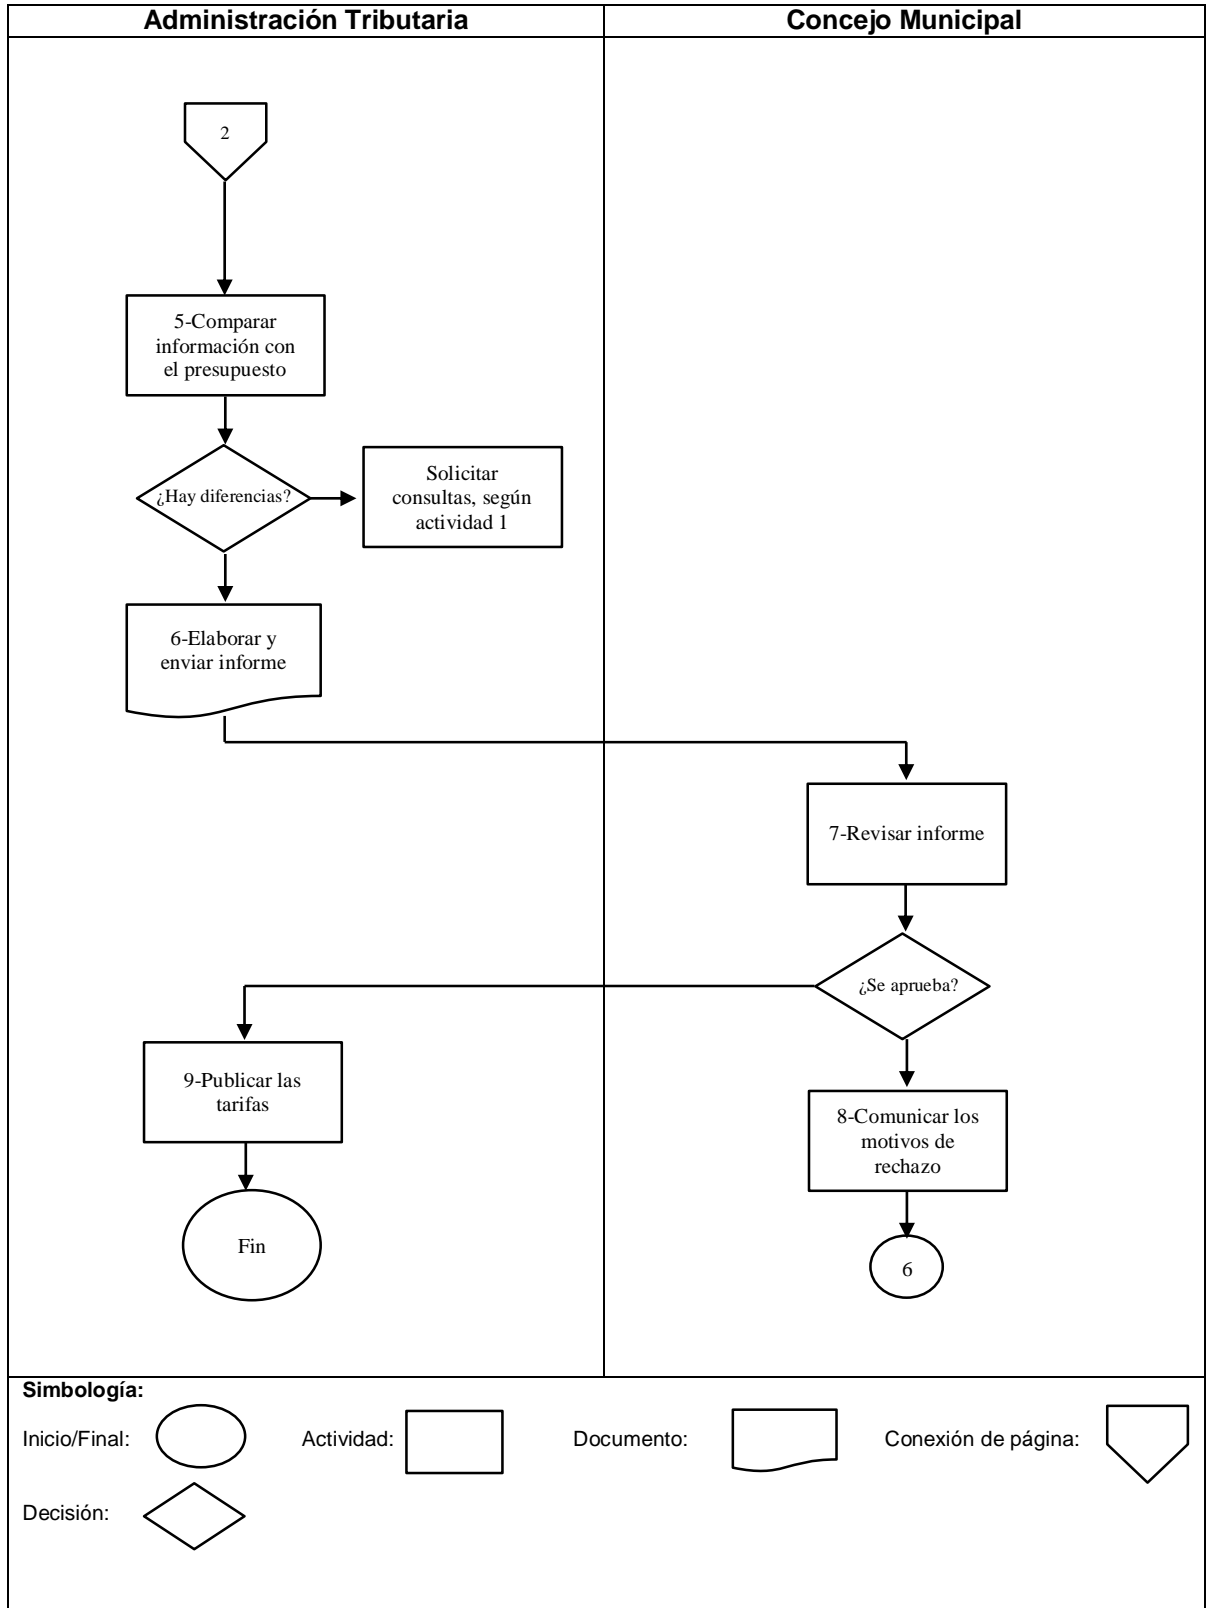 Administración Tributaria
Concejo Municipal
2
5-Comparar
información con
el presupuesto
¿Hay diferencias?
Solicitar
consultas, según
actividad 1
6-Elaborar y
enviar informe
7-Revisar informe
¿Se aprueba?
9-Publicar las
tarifas
8-Comunicar los
motivos de
rechazo
Fin
6
Simbología:
Inicio/Final:
Actividad:
Documento:
Conexión de página:
Decisión: